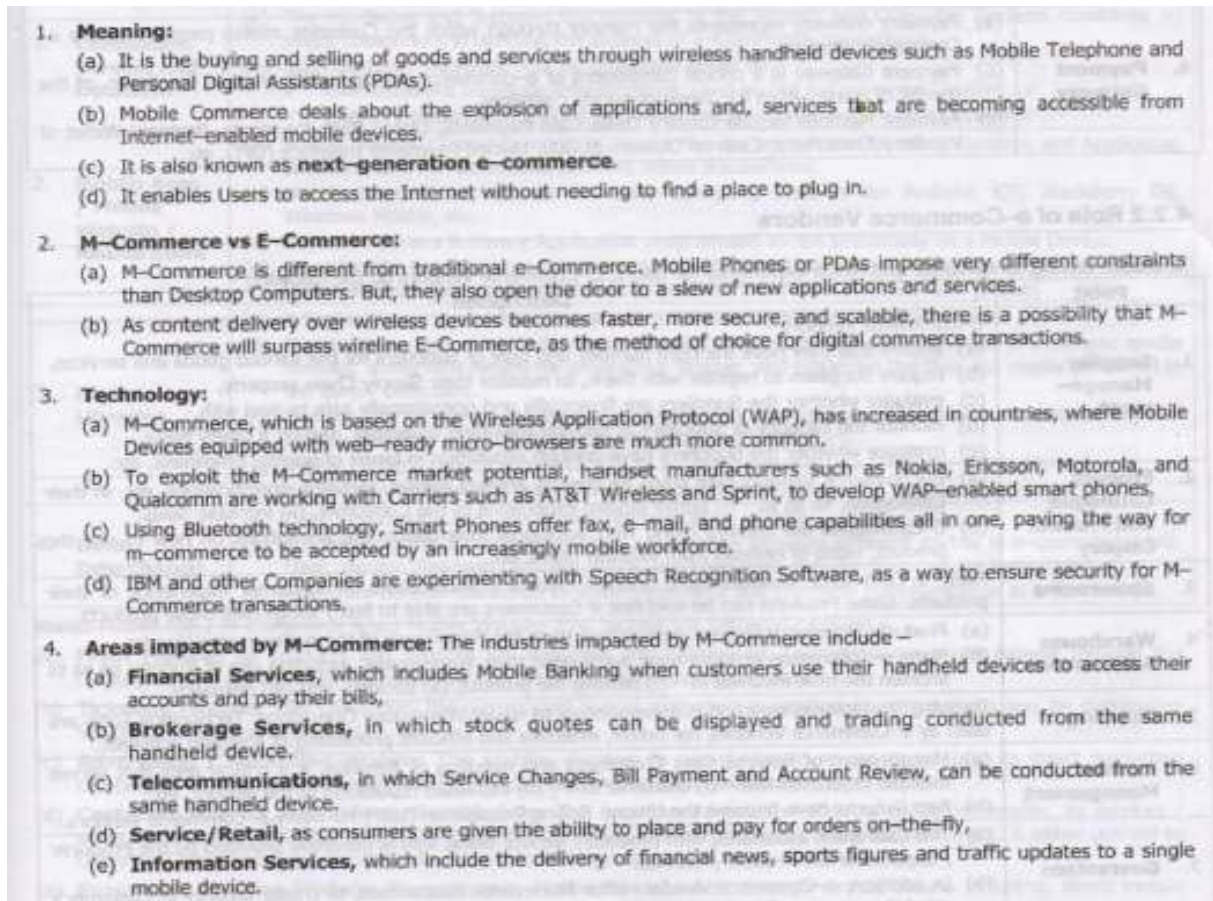 1. Meaning:
(a) It is the buying and selling of goods and services through wireless handheld devices such as Mobile Telephone and
Personal Digital Assistants (PDAs).
(b) Mobile Commerce deals about the explosion of applications and, services that are becoming accessible from
Internet–enabled mobile devices.
(c) It is also known as next–generation e–commerce.
(d) It enables Users to access the Internet without needing to find a place to plug in.
2. M–Commerce vs E–Commerce:
(a) M–Commerce is different from traditional e–Commerce. Mobile Phones or PDAs impose very different constraints
than Desktop Computers. But, they also open the door to a slew of new applications and services.
(b) As content delivery over wireless devices becomes faster, more secure, and scalable, there is a possibility that M–
Commerce will surpass wireline E–Commerce, as the method of choice for digital commerce transactions.
3. Technology:
(a) M–Commerce, which is based on the Wireless Application Protocol (WAP), has increased in countries, where Mobile
Devices equipped with web–ready micro–browsers are much more common.
(b) To exploit the M–Commerce market potential, handset manufacturers such as Nokia, Ericsson, Motorola, and
Qualcomm are working with Carriers such as AT&T Wireless and Sprint, to develop WAP–enabled smart phones.
(c) Using Bluetooth technology, Smart Phones offer fax, e–mail, and phone capabilities all in one, paving the way for
m–commerce to be accepted by an increasingly mobile workforce.
(d) IBM and other Companies are experimenting with Speech Recognition Software, as a way to ensure security for M–
Commerce transactions.
4. Areas impacted by M–Commerce: The industries impacted by M–Commerce include –
(a) Financial Services, which includes Mobile Banking when customers use their handheld devices to access their
accounts and pay their bills,
(b) Brokerage Services, in which stock quotes can be displayed and trading conducted from the same
handheld device.
(c) Telecommunications, in which Service Changes, Bill Payment and Account Review, can be conducted from the
same handheld device.
(d) Service/Retail, as consumers are given the ability to place and pay for orders on–the–fly,
(e) Information Services, which include the delivery of financial news, sports figures and traffic updates to a single
mobile device.